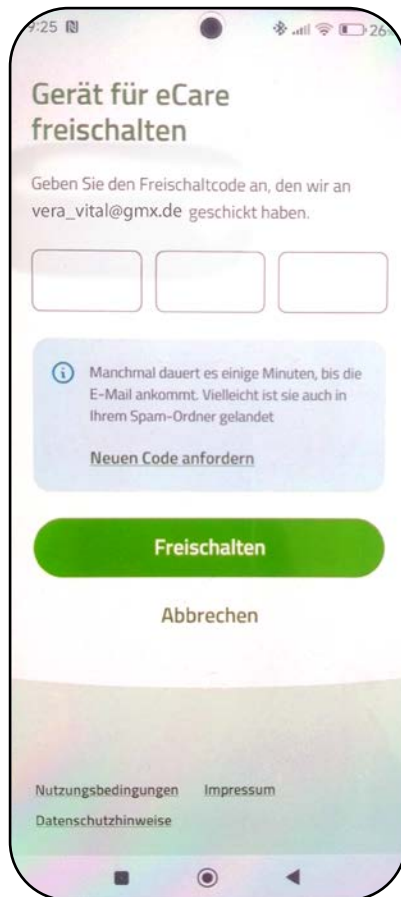 9:25 26%
Gerät für eCare
freischalten
Geben Sie den Freischaltcode an, den wir an
vera_vital@gmx.de geschickt haben.
Manchmal dauert es einige Minuten, bis die
E-Mail ankommt. Vielleicht ist sie auch in
Ihrem Spam-Ordner gelandet
Neuen Code anfordern
Freischalten
Abbrechen
Nutzungsbedingungen Impressum
Datenschutzhinweise